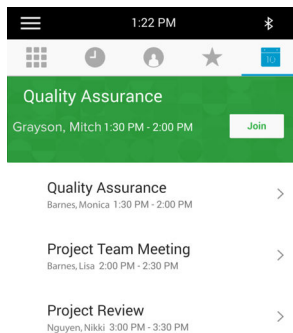 1:22 PM
10
Quality Assurance
Grayson, Mitch 1:30 PM - 2:00 PM
Join
Quality Assurance
Barnes, Monica 1:30 PM - 2:00 PM
Project Team Meeting
Barnes, Lisa 2:00 PM - 2:30 PM
Project Review
Nguyen, Nikki 3:00 PM - 3:30 PM